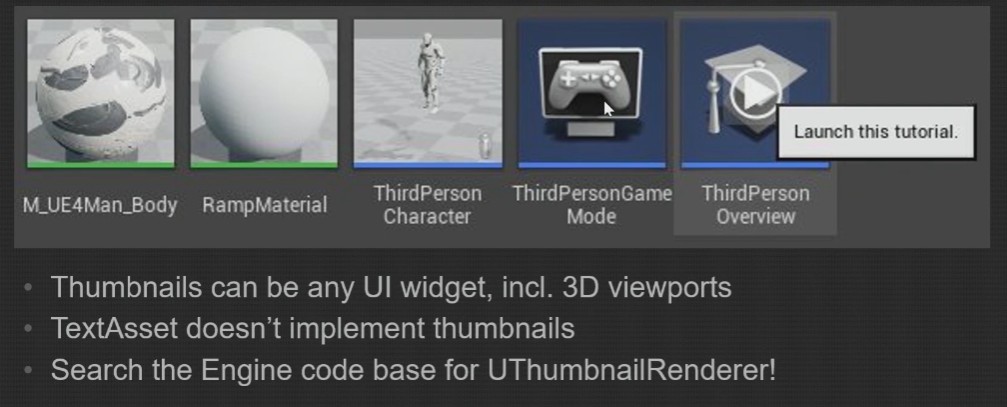 M_UE4Man_Body
RampMaterial
ThirdPerson
Character
ThirdPersonGame
Mode
ThirdPerson
Overview
Launch this tutorial.
• Thumbnails can be any UI widget, incl. 3D viewports
• TextAsset doesn’t implement thumbnails
• Search the Engine code base for UThumbnailRenderer!